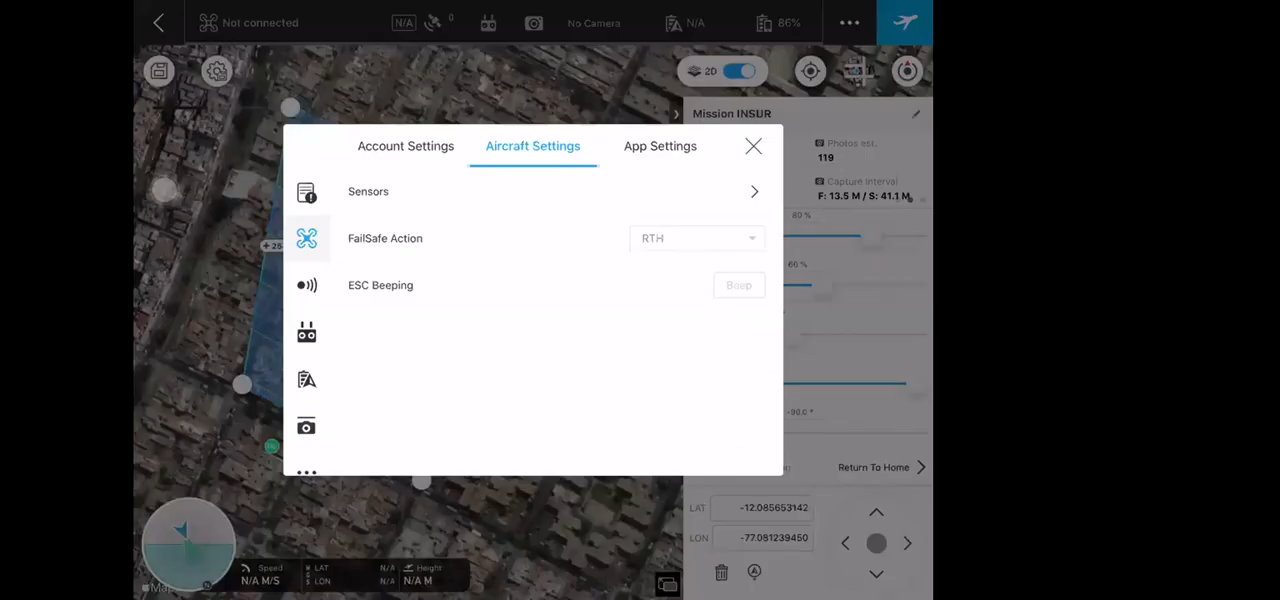 Not connected
N/A
0
No Camera
N/A
86%
2D
Mission INSUR
Photos est.
119
Capture Interval
F: 13.5 M / S: 41.1 M
80 %
60 %
-90.0 °
Account Settings
Aircraft Settings
App Settings
Sensors
FailSafe Action
RTH
ESC Beeping
Beep
Return To Home
LAT
-12.085653142
LON
-77.081239450
Speed
N/A M/S
LAT
N/A
LON
N/A
Height
N/A M